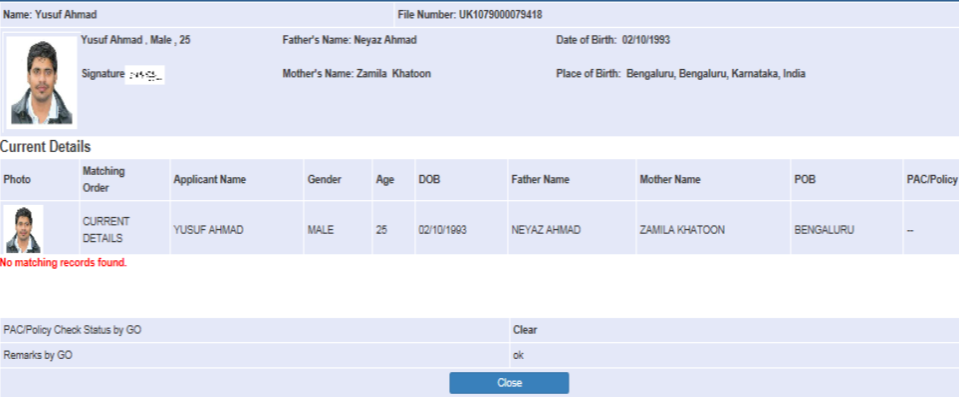 Name: Yusuf Ahmad File Number: UK1079000079418
Yusuf Ahmad , Male , 25 Father's Name: Neyaz Ahmad Date of Birth: 02/10/1993
Signature Mother's Name: Zamila Khatoon Place of Birth: Bengaluru, Bengaluru, Karnataka, India
Current Details
Photo Matching Order Applicant Name Gender Age DOB Father Name Mother Name POB PAC/Policy
CURRENT DETAILS YUSUF AHMAD MALE 25 02/10/1993 NEYAZ AHMAD ZAMILA KHATOON BENGALURU --
No matching records found.
PAC/Policy Check Status by GO Clear
Remarks by GO ok
Close